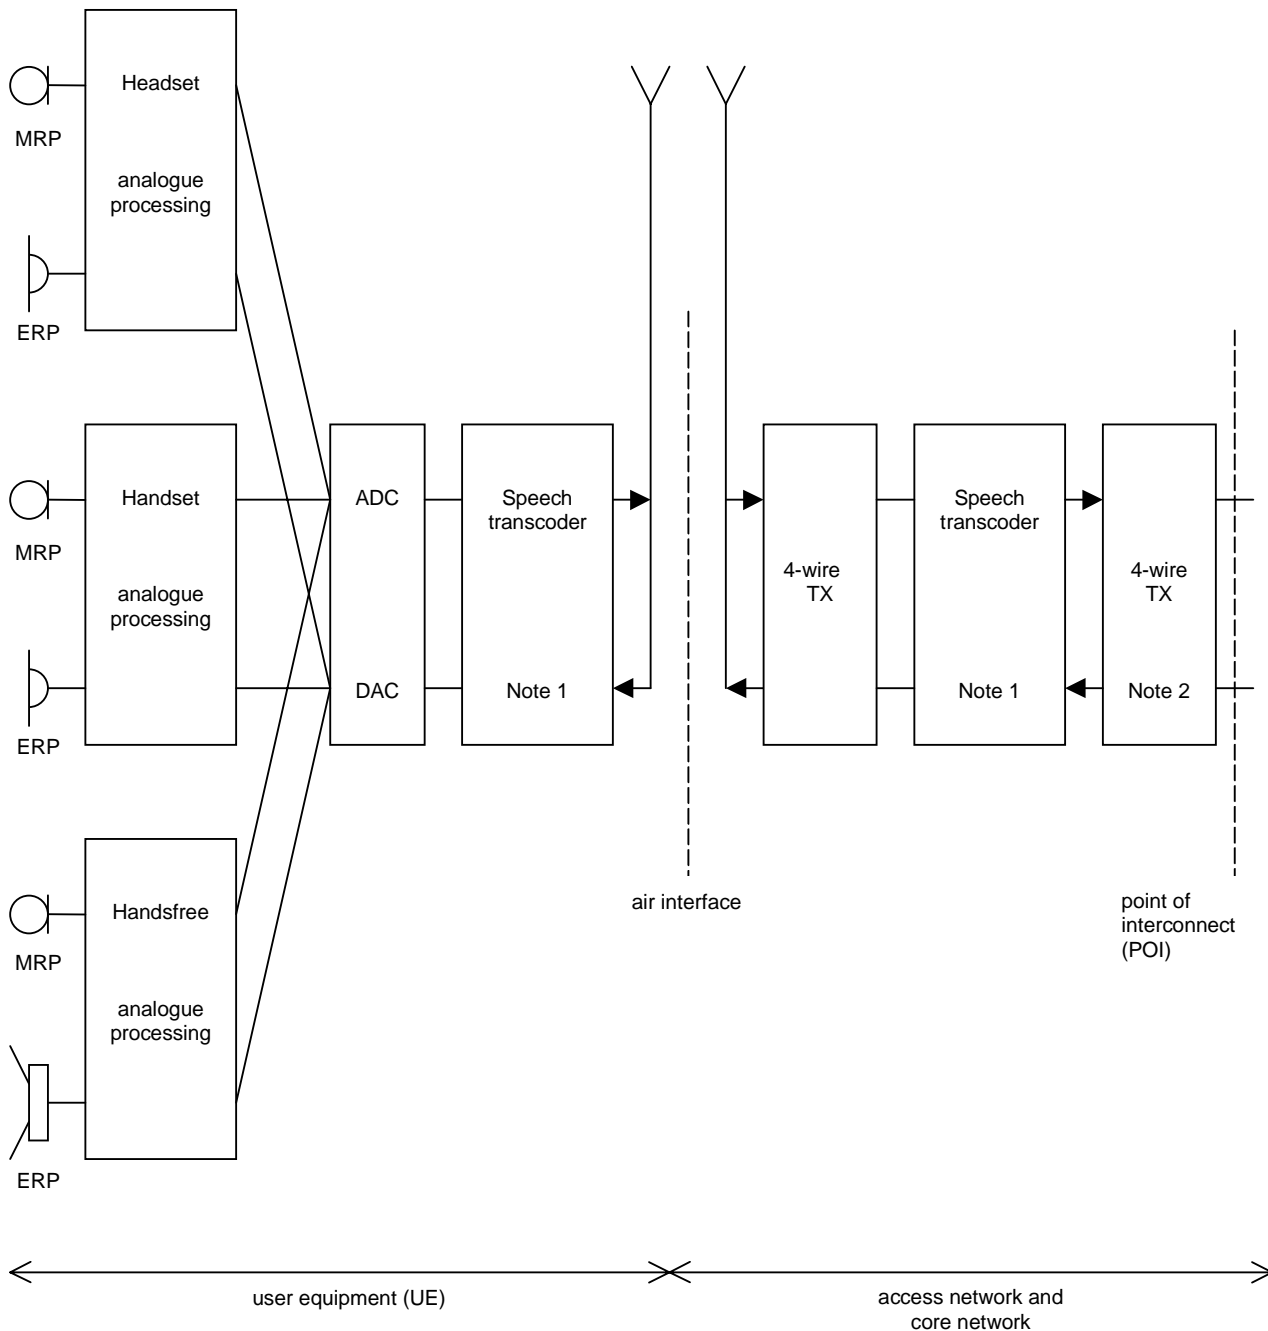 Headset
MRP
analogue
processing
ERP
Handset
MRP
analogue
processing
ERP
ADC
DAC
Speech
transcoder
Note 1
4-wire
TX
Speech
transcoder
Note 1
4-wire
TX
Note 2
Handsfree
MRP
analogue
processing
ERP
air interface
point of
interconnect
(POI)
user equipment (UE)
access network and
core network